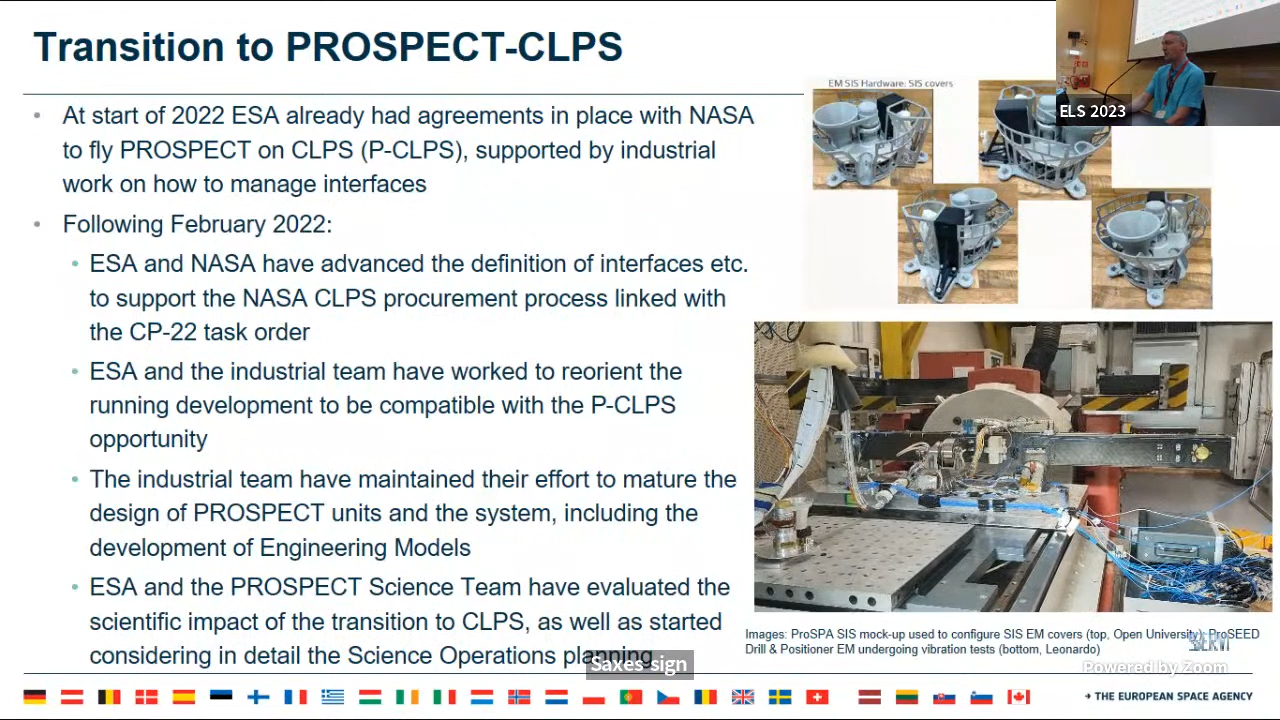 Transition to PROSPECT-CLPS
At start of 2022 ESA already had agreements in place with NASA
to fly PROSPECT on CLPS (P-CLPS), supported by industrial
work on how to manage interfaces
Following February 2022:
ESA and NASA have advanced the definition of interfaces etc.
to support the NASA CLPS procurement process linked with
the CP-22 task order
ESA and the industrial team have worked to reorient the
running development to be compatible with the P-CLPS
opportunity
The industrial team have maintained their effort to mature the
design of PROSPECT units and the system, including the
development of Engineering Models
ESA and the PROSPECT Science Team have evaluated the
scientific impact of the transition to CLPS, as well as started
considering in detail the Science Operations planning
EM SIS Hardware: SIS covers
ELS 2023
Images: ProSPA SIS mock-up used to configure SIS EM covers (top, Open University). ProSEED
Drill & Positioner EM undergoing vibration tests (bottom, Leonardo)
Saxes sign
Powered by Zoom
→ THE EUROPEAN SPACE AGENCY